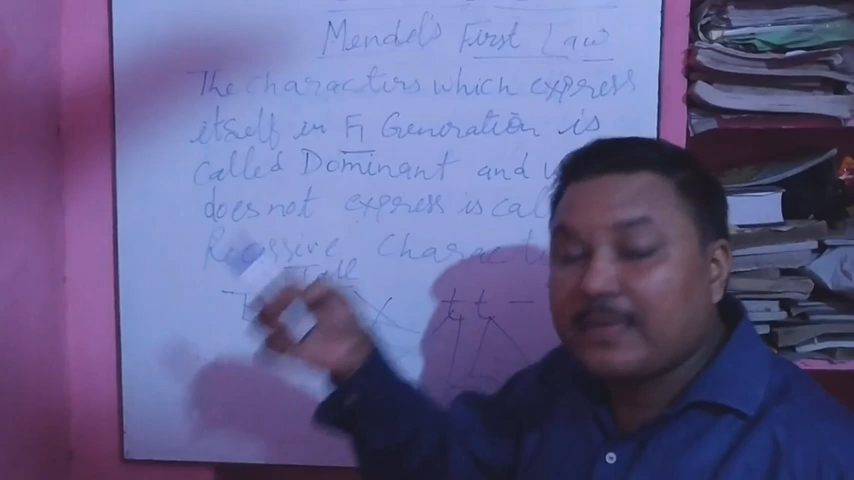 Mendel's First Law
The characters which express
itself in F1 Generation is
called Dominant and
does not express is cal
Recessive Charact
Tall
T X tt -